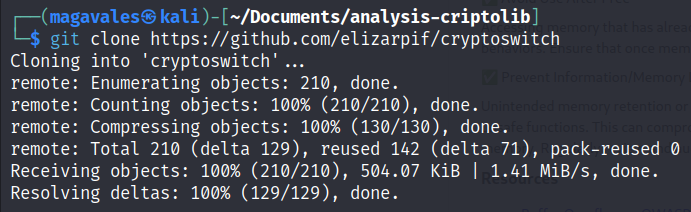 (magavales㉿kali)-[~/Documents/analysis-criptolib]
$ git clone https://github.com/elizarpif/cryptoswitch
Cloning into 'cryptoswitch'...
remote: Enumerating objects: 210, done.
remote: Counting objects: 100% (210/210), done.
remote: Compressing objects: 100% (130/130), done.
remote: Total 210 (delta 129), reused 142 (delta 71), pack-reused 0
Receiving objects: 100% (210/210), 504.07 KiB | 1.41 MiB/s, done.
Resolving deltas: 100% (129/129), done.